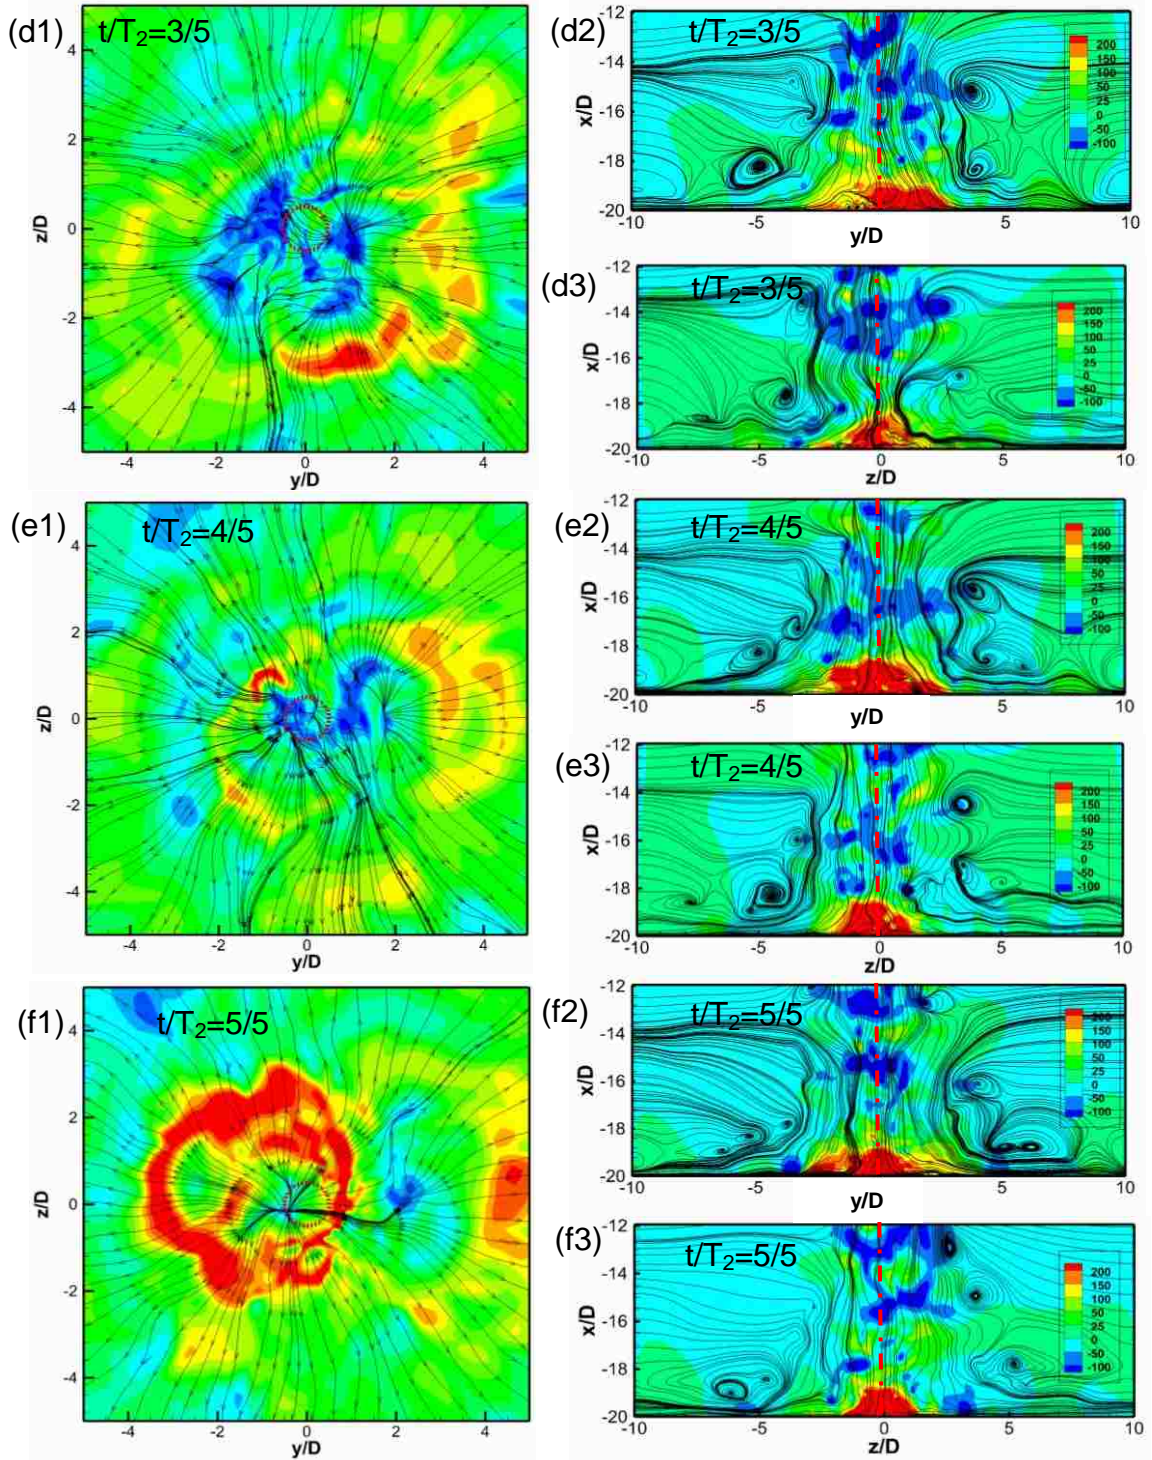 (d1) t/T2=3/5
4
2
0
-2
-4
z/D
-4 -2 0 2 4
y/D
(d2) t/T2=3/5
-12
-14
-16
-18
-20
x/D
200
150
100
50
25
0
-50
-100
-10 -5 0 5 10
y/D
(d3) t/T2=3/5
-12
-14
-16
-18
-20
x/D
200
150
100
50
25
0
-50
-100
-10 -5 0 5 10
z/D
(e1) t/T2=4/5
4
2
0
-2
-4
z/D
-4 -2 0 2 4
y/D
(e2) t/T2=4/5
-12
-14
-16
-18
-20
x/D
200
150
100
50
25
0
-50
-100
-10 -5 0 5 10
y/D
(e3) t/T2=4/5
-12
-14
-16
-18
-20
x/D
200
150
100
50
25
0
-50
-100
-10 -5 0 5 10
z/D
(f1) t/T2=5/5
4
2
0
-2
-4
z/D
-4 -2 0 2 4
y/D
(f2) t/T2=5/5
-12
-14
-16
-18
-20
x/D
200
150
100
50
25
0
-50
-100
-10 -5 0 5 10
y/D
(f3) t/T2=5/5
-12
-14
-16
-18
-20
x/D
200
150
100
50
25
0
-50
-100
-10 -5 0 5 10
z/D